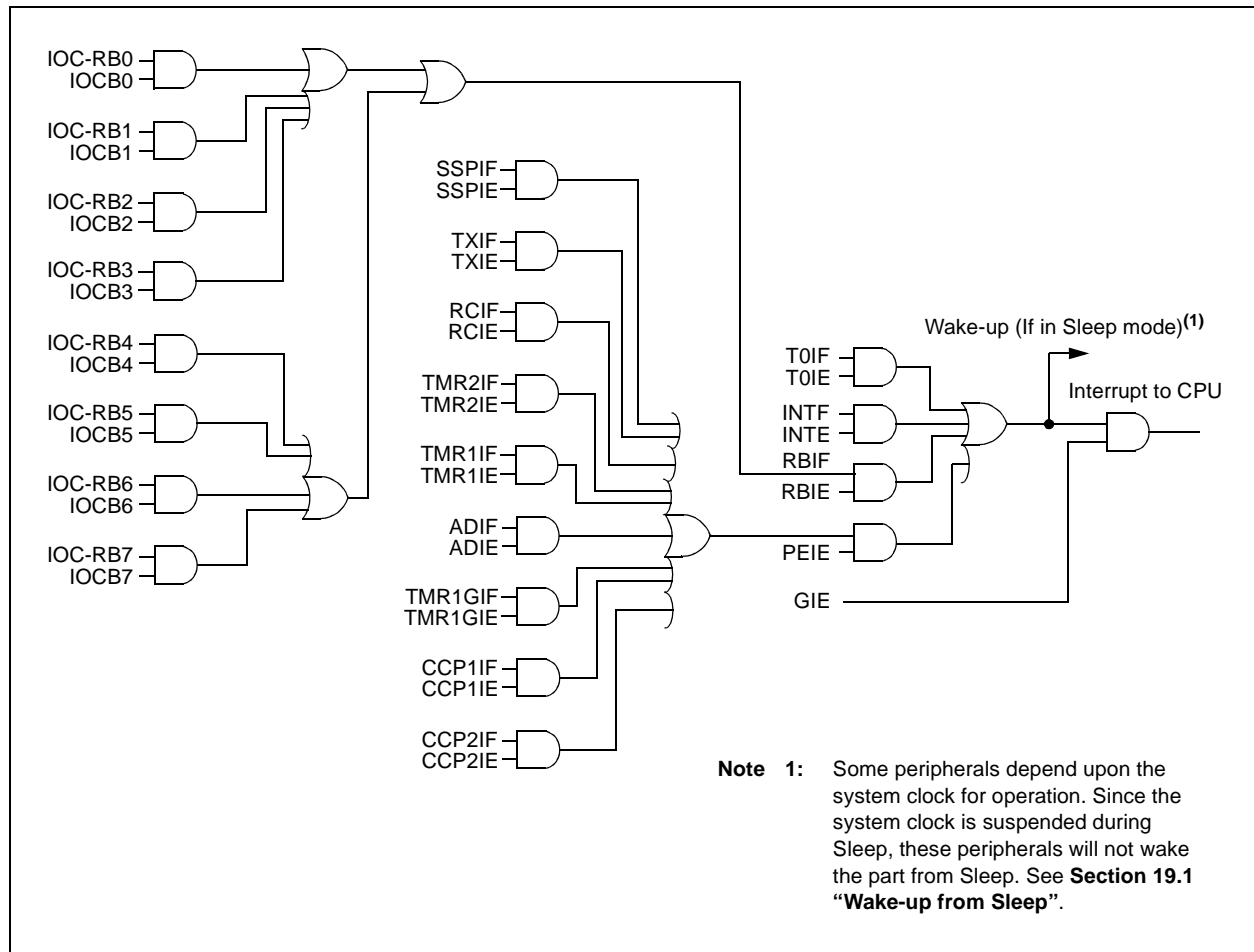 IOC-RB0
IOCB0
IOC-RB1
IOCB1
IOC-RB2
IOCB2
IOC-RB3
IOCB3
IOC-RB4
IOCB4
IOC-RB5
IOCB5
IOC-RB6
IOCB6
IOC-RB7
IOCB7
SSPIF
SSPIE
TXIF
TXIE
RCIF
RCIE
TMR2IF
TMR2IE
TMR1IF
TMR1IE
ADIF
ADIE
TMR1GIF
TMR1GIE
CCP1IF
CCP1IE
CCP2IF
CCP2IE
T0IF
T0IE
INTF
INTE
RBIF
RBIE
PEIE
GIE
Wake-up (If in Sleep mode)(1)
Interrupt to CPU
Note 1: Some peripherals depend upon the
system clock for operation. Since the
system clock is suspended during
Sleep, these peripherals will not wake
the part from Sleep. See Section 19.1
“Wake-up from Sleep”.